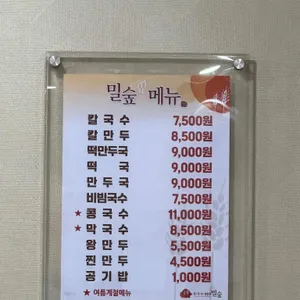 밀숲 메뉴
칼국수 7,500원
칼만두 8,500원
떡만두국 9,000원
떡국 9,000원
만두국 9,000원
비빔국수 7,500원
★ 콩국수 11,000원
★ 막국수 8,500원
왕만두 5,500원
찐만두 4,500원
공기밥 1,000원
★ 여름계절메뉴
밀숲